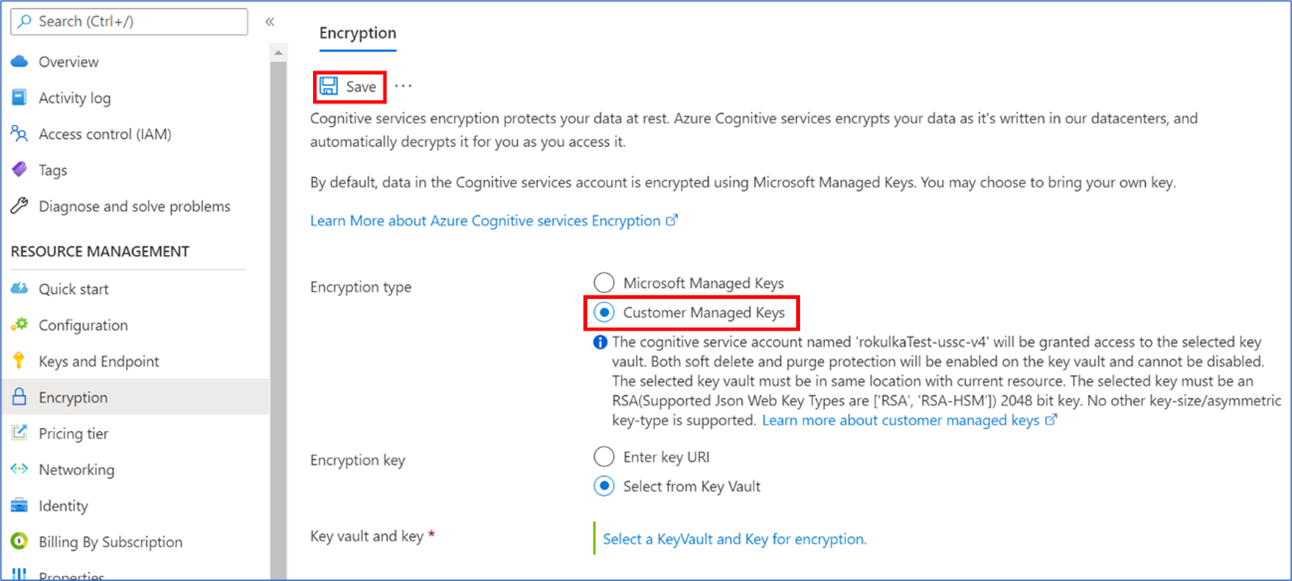 Search (Ctrl+/)
«
Overview
Activity log
Access control (IAM)
Tags
Diagnose and solve problems
RESOURCE MANAGEMENT
Quick start
Configuration
Keys and Endpoint
Encryption
Pricing tier
Networking
Identity
Billing By Subscription
Properties
Encryption
Save ...
Cognitive services encryption protects your data at rest. Azure Cognitive services encrypts your data as it's written in our datacenters, and
automatically decrypts it for you as you access it.
By default, data in the Cognitive services account is encrypted using Microsoft Managed Keys. You may choose to bring your own key.
Learn More about Azure Cognitive services Encryption
Encryption type
Microsoft Managed Keys
Customer Managed Keys
The cognitive service account named 'rokulkaTest-ussc-v4' will be granted access to the selected key
vault. Both soft delete and purge protection will be enabled on the key vault and cannot be disabled.
The selected key vault must be in same location with current resource. The selected key must be an
RSA(Supported Json Web Key Types are ['RSA', 'RSA-HSM']) 2048 bit key. No other key-size/asymmetric
key-type is supported. Learn more about customer managed keys
Encryption key
Enter key URI
Select from Key Vault
Key vault and key *
Select a KeyVault and Key for encryption.